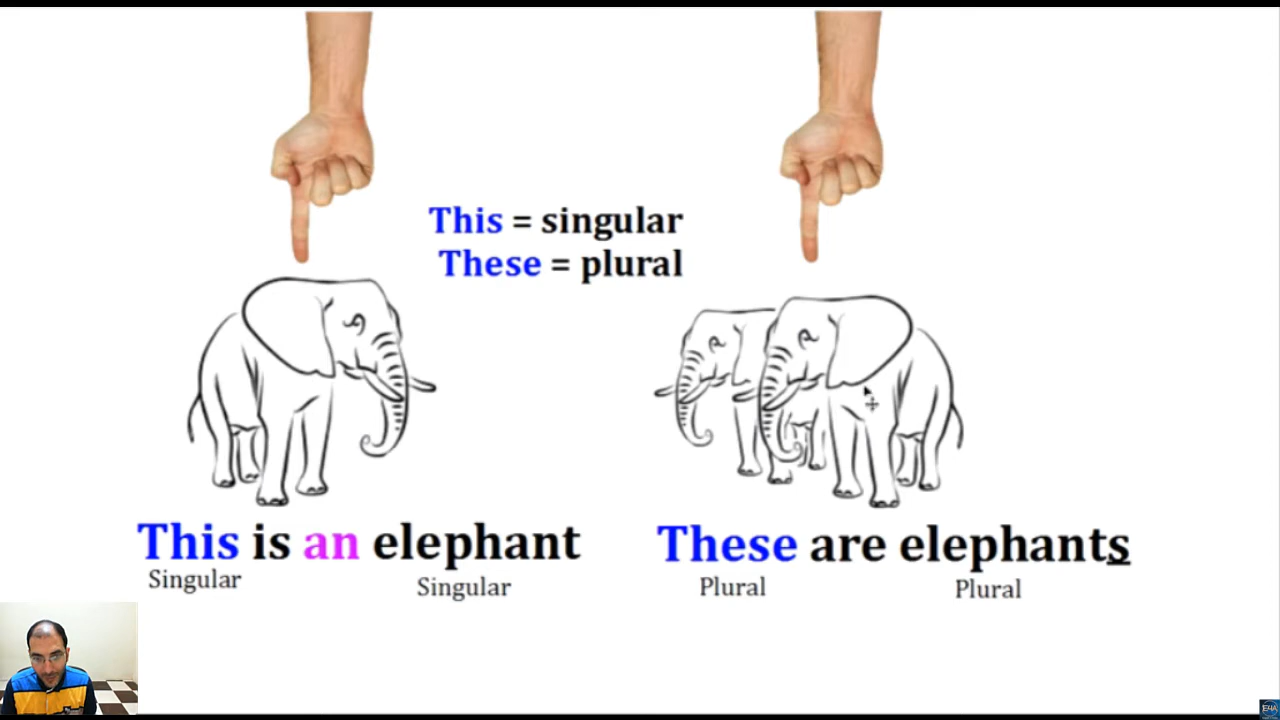 This = singular
These = plural
This is an elephant
Singular Singular
These are elephants
Plural Plural